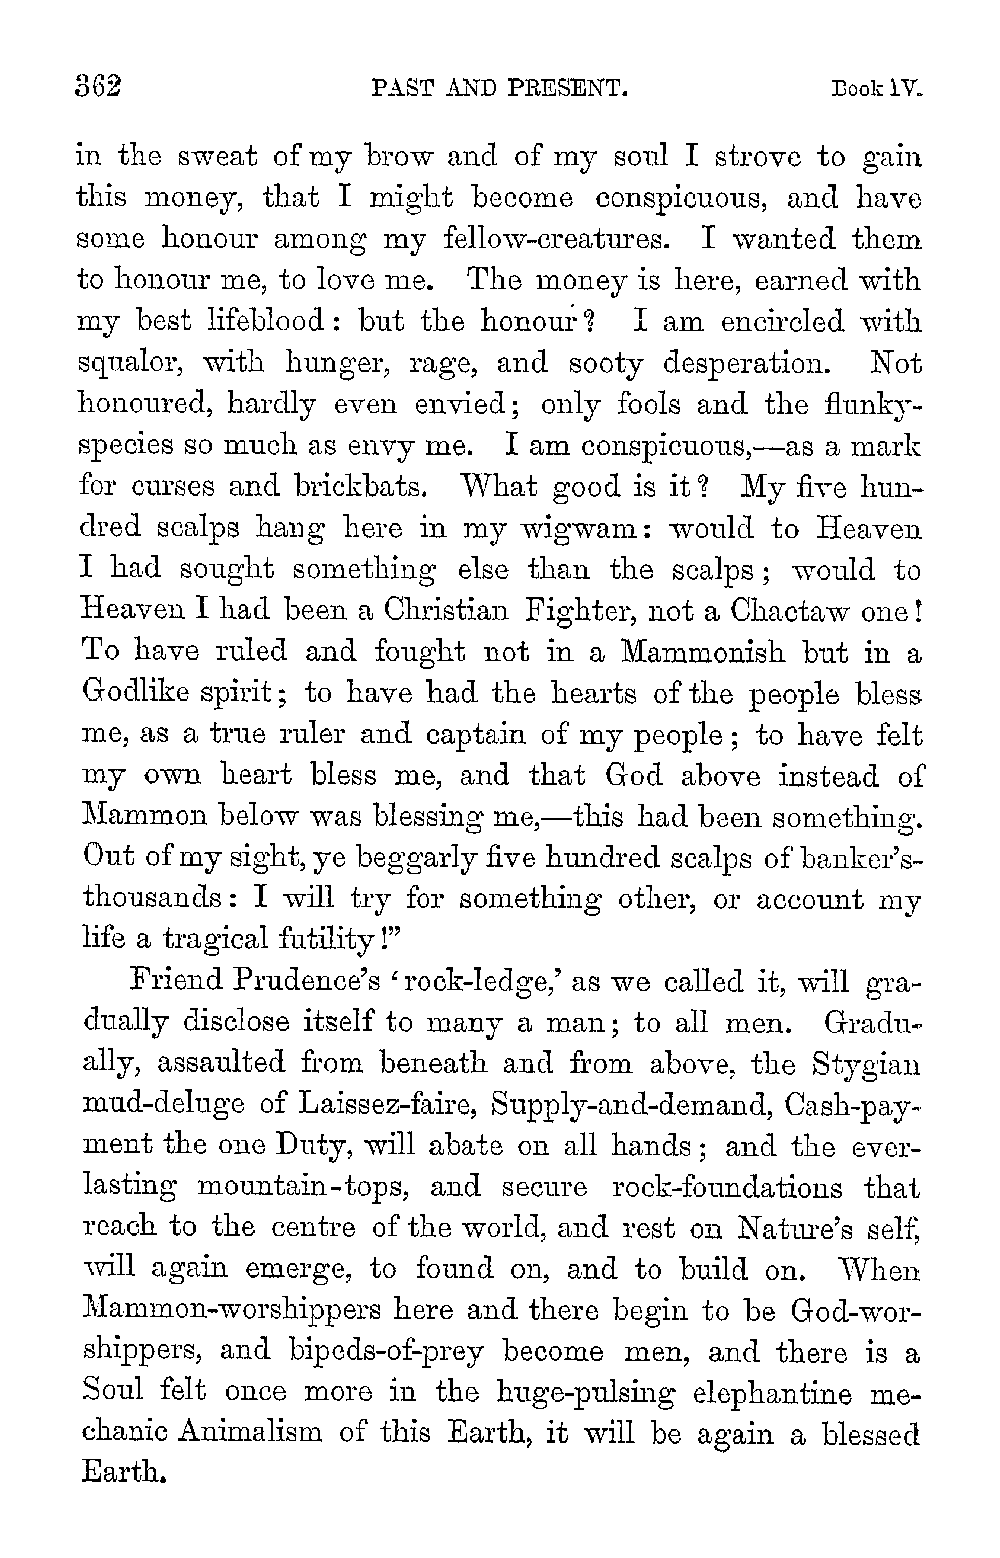 362 PAST AND PRESENT. Book IV.
in the sweat of my brow and of my soul I strove to gain
this money, that I might become conspicuous, and have
some honour among my fellow-creatures. I wanted them
to honour me, to love me. The money is here, earned with
my best lifeblood: but the honour? I am encircled with
squalor, with hunger, rage, and sooty desperation. Not
honoured, hardly even envied; only fools and the flunky-
species so much as envy me. I am conspicuous,—as a mark
for curses and brickbats. What good is it? My five hun-
dred scalps hang here in my wigwam: would to Heaven
I had sought something else than the scalps; would to
Heaven I had been a Christian Fighter, not a Chactaw one!
To have ruled and fought not in a Mammonish but in a
Godlike spirit; to have had the hearts of the people bless
me, as a true ruler and captain of my people; to have felt
my own heart bless me, and that God above instead of
Mammon below was blessing me,—this had been something.
Out of my sight, ye beggarly five hundred scalps of banker's-
thousands: I will try for something other, or account my
life a tragical futility!”
Friend Prudence's ‘rock-ledge,’ as we called it, will gra-
dually disclose itself to many a man; to all men. Gradu-
ally, assaulted from beneath and from above, the Stygian
mud-deluge of Laissez-faire, Supply-and-demand, Cash-pay-
ment the one Duty, will abate on all hands; and the ever-
lasting mountain-tops, and secure rock-foundations that
reach to the centre of the world, and rest on Nature's self,
will again emerge, to found on, and to build on. When
Mammon-worshippers here and there begin to be God-wor-
shippers, and bipeds-of-prey become men, and there is a
Soul felt once more in the huge-pulsing elephantine me-
chanic Animalism of this Earth, it will be again a blessed
Earth.